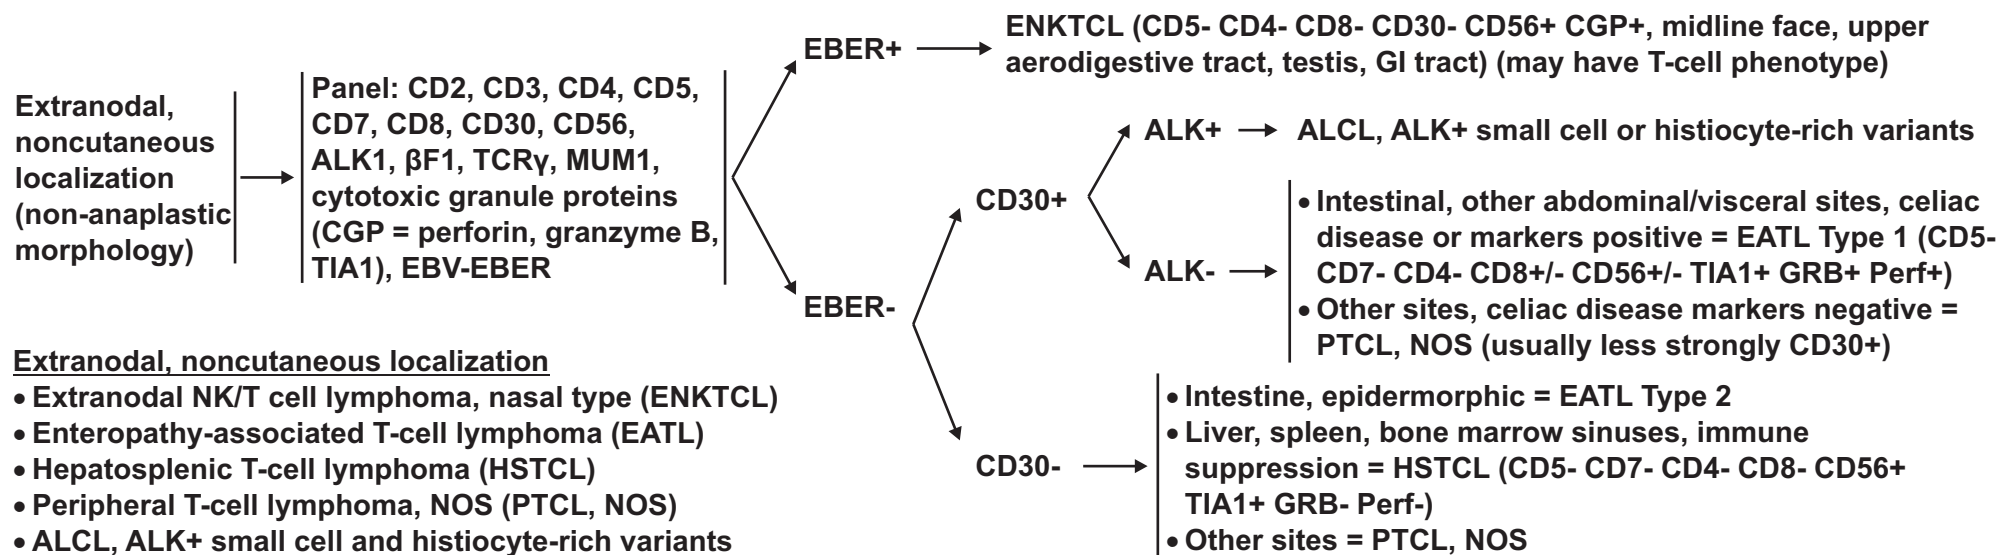 Extranodal,
noncutaneous
localization
(non-anaplastic
morphology)
Panel: CD2, CD3, CD4, CD5,
CD7, CD8, CD30, CD56,
ALK1, βF1, TCRγ, MUM1,
cytotoxic granule proteins
(CGP = perforin, granzyme B,
TIA1), EBV-EBER
EBER+
ENKTCL (CD5- CD4- CD8- CD30- CD56+ CGP+, midline face, upper
aerodigestive tract, testis, GI tract) (may have T-cell phenotype)
EBER-
CD30+
ALK+
ALCL, ALK+ small cell or histiocyte-rich variants
ALK-
• Intestinal, other abdominal/visceral sites, celiac
disease or markers positive = EATL Type 1 (CD5-
CD7- CD4- CD8+/- CD56+/- TIA1+ GRB+ Perf+)
• Other sites, celiac disease markers negative =
PTCL, NOS (usually less strongly CD30+)
CD30-
• Intestine, epidermorphic = EATL Type 2
• Liver, spleen, bone marrow sinuses, immune
suppression = HSTCL (CD5- CD7- CD4- CD8- CD56+
TIA1+ GRB- Perf-)
• Other sites = PTCL, NOS
Extranodal, noncutaneous localization
• Extranodal NK/T cell lymphoma, nasal type (ENKTCL)
• Enteropathy-associated T-cell lymphoma (EATL)
• Hepatosplenic T-cell lymphoma (HSTCL)
• Peripheral T-cell lymphoma, NOS (PTCL, NOS)
• ALCL, ALK+ small cell and histiocyte-rich variants